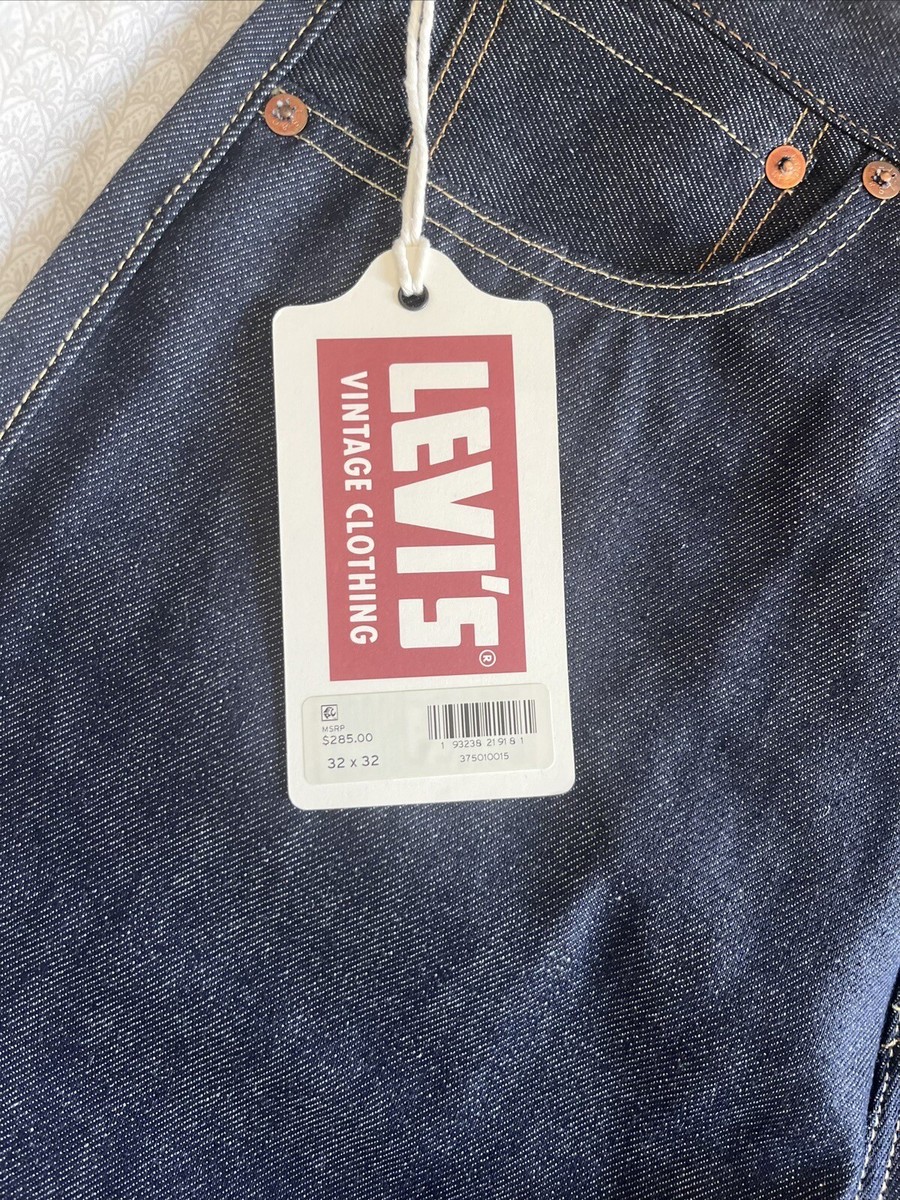 LEVI'S®
VINTAGE CLOTHING
MSRP
$285.00
32 x 32
1 93238 21918 1
375010015